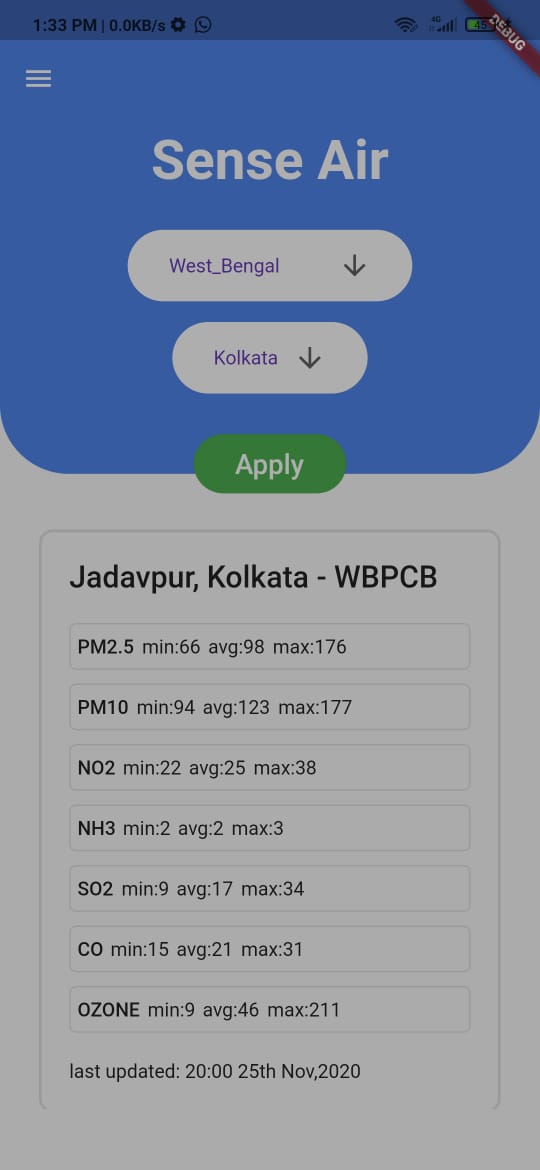 1:33 PM | 0.0KB/s
4G
45
DEBUG
Sense Air
West_Bengal
Kolkata
Apply
Jadavpur, Kolkata - WBPCB
PM2.5 min:66 avg:98 max:176
PM10 min:94 avg:123 max:177
NO2 min:22 avg:25 max:38
NH3 min:2 avg:2 max:3
SO2 min:9 avg:17 max:34
CO min:15 avg:21 max:31
OZONE min:9 avg:46 max:211
last updated: 20:00 25th Nov,2020